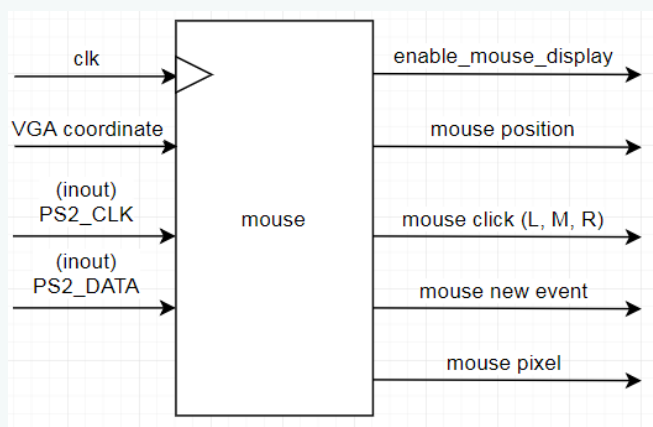 clk
VGA coordinate
(inout)
PS2_CLK
(inout)
PS2_DATA
mouse
enable_mouse_display
mouse position
mouse click (L, M, R)
mouse new event
mouse pixel